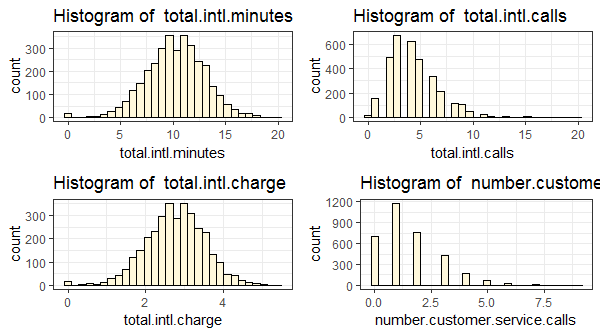 Histogram of  total.intl.minutes
count
300
200
100
0
0
5
10
15
20
total.intl.minutes
Histogram of  total.intl.calls
count
600
400
200
0
0
5
10
15
20
total.intl.calls
Histogram of  total.intl.charge
count
300
200
100
0
0
2
4
total.intl.charge
Histogram of  number.custome
count
1200
900
600
300
0
0.0
2.5
5.0
7.5
number.customer.service.calls